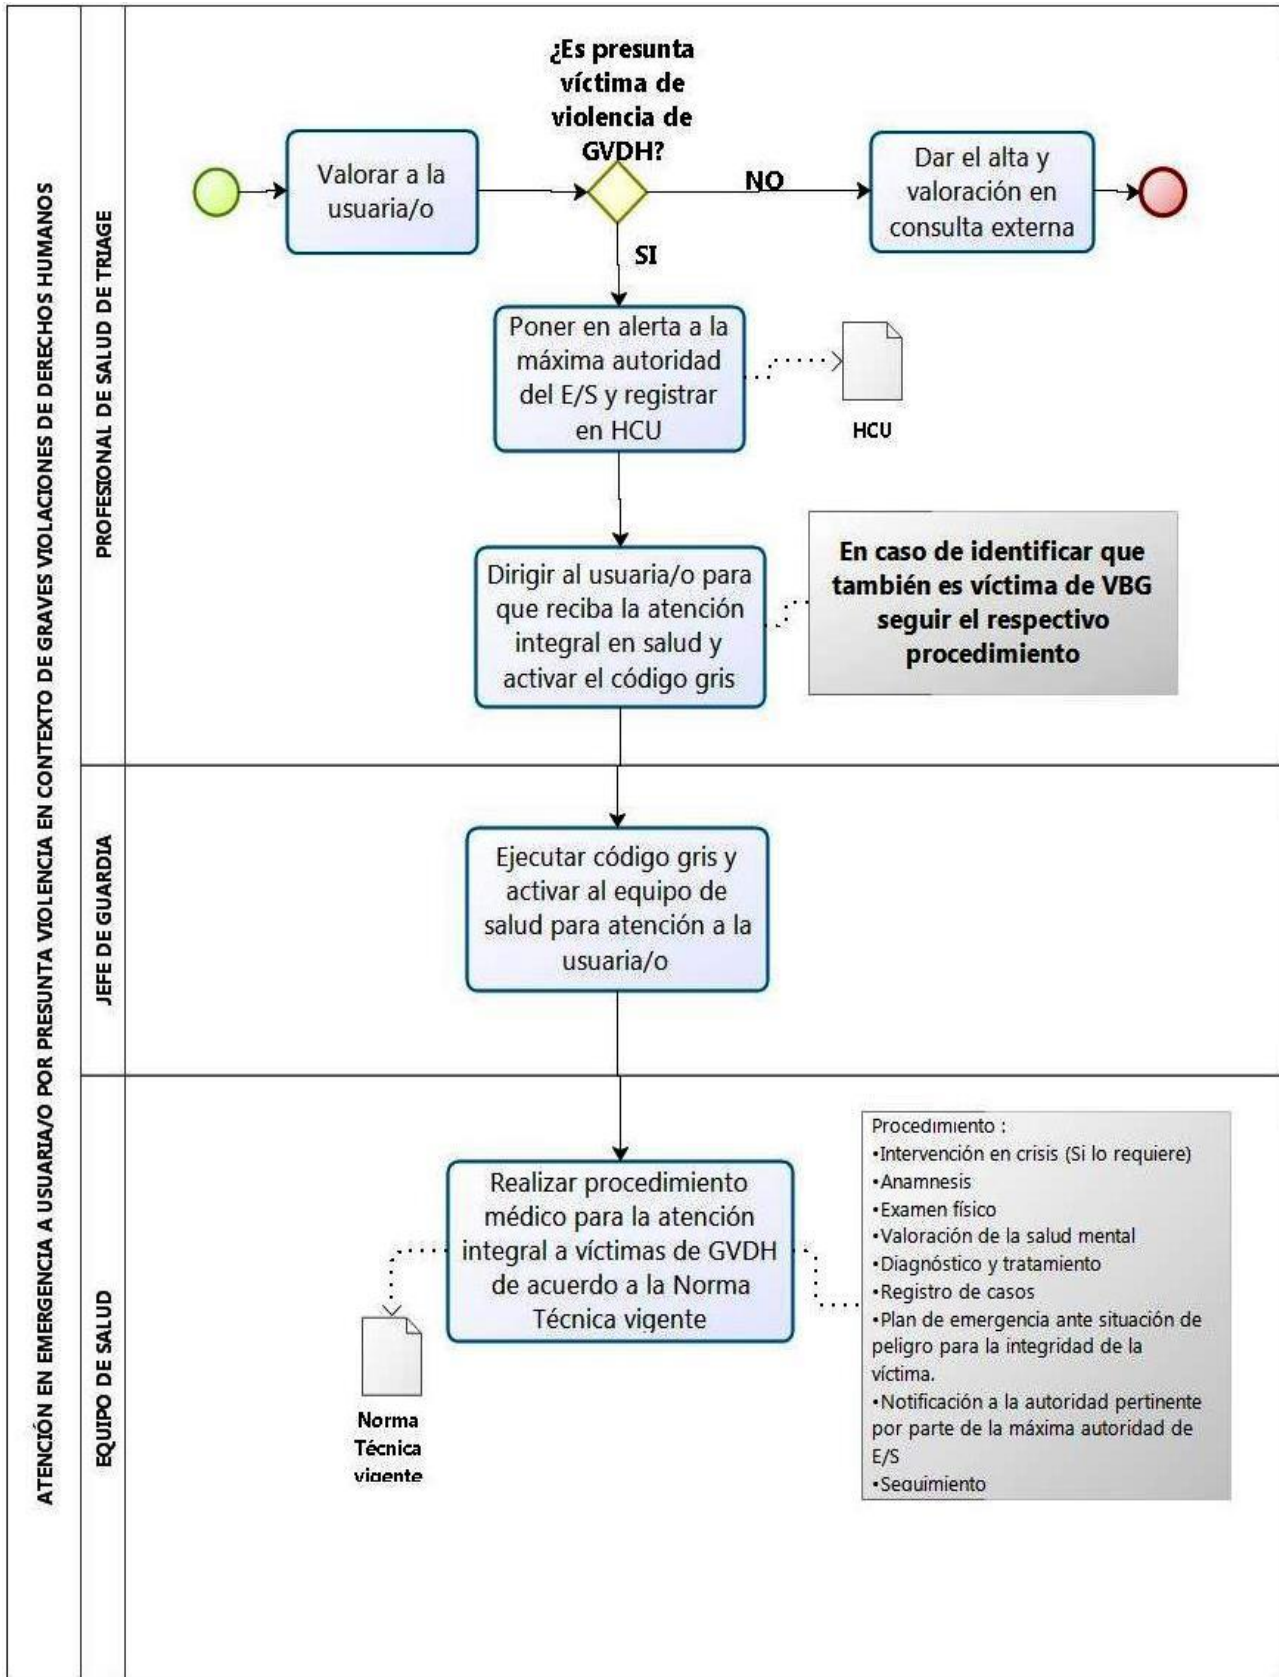 ATENCIÓN EN EMERGENCIA A USUARIA/O POR PRESUNTA VIOLENCIA EN CONTEXTO DE GRAVES VIOLACIONES DE DERECHOS HUMANOS
PROFESIONAL DE SALUD DE TRIAGE
¿Es presunta
víctima de
violencia de
GVDH?
Valorar a la
usuaria/o
NO
Dar el alta y
valoración en
consulta externa
SI
Poner en alerta a la
máxima autoridad
del E/S y registrar
en HCU
HCU
Dirigir al usuaria/o para
que reciba la atención
integral en salud y
activar el código gris
En caso de identificar que
también es víctima de VBG
seguir el respectivo
procedimiento
JEFE DE GUARDIA
Ejecutar código gris y
activar al equipo de
salud para atención a la
usuaria/o
EQUIPO DE SALUD
Realizar procedimiento
médico para la atención
integral a víctimas de GVDH
de acuerdo a la Norma
Técnica vigente
Norma
Técnica
vigente
Procedimiento :
•Intervención en crisis (Si lo requiere)
•Anamnesis
•Examen físico
•Valoración de la salud mental
•Diagnóstico y tratamiento
•Registro de casos
•Plan de emergencia ante situación de
peligro para la integridad de la
víctima.
•Notificación a la autoridad pertinente
por parte de la máxima autoridad de
E/S
•Seguimiento